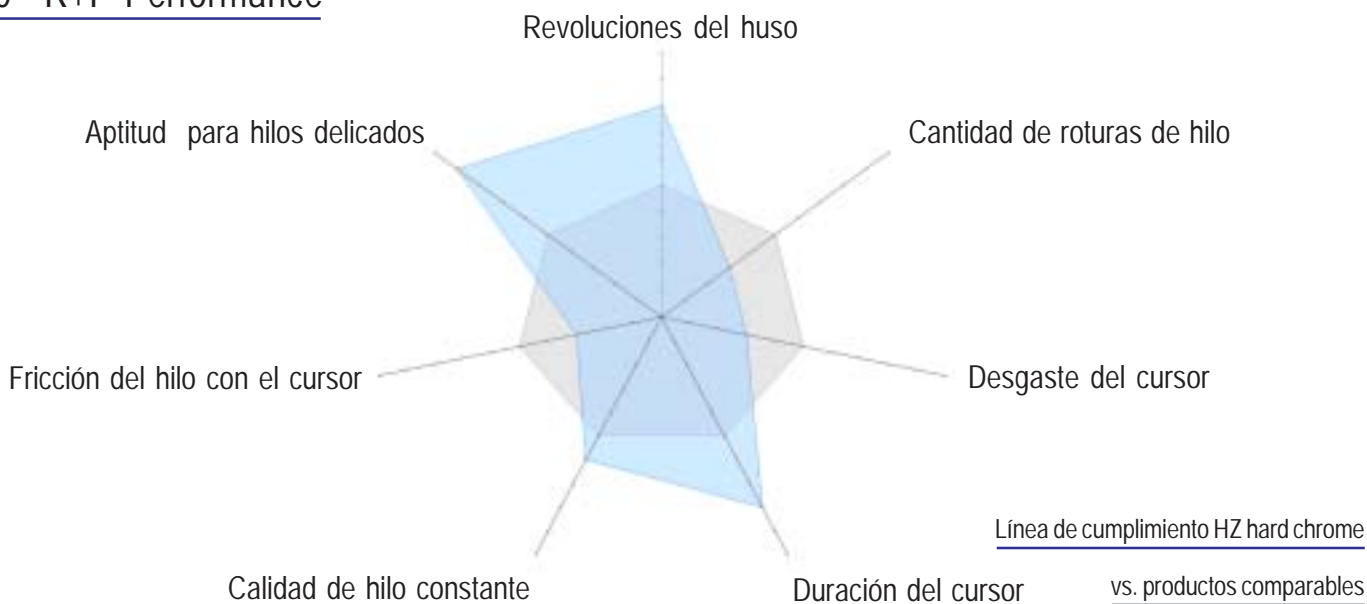 Performance
Revoluciones del huso
Aptitud para hilos delicados
Cantidad de roturas de hilo
Fricción del hilo con el cursor
Desgaste del cursor
Línea de cumplimiento HZ hard chrome
Calidad de hilo constante
Duración del cursor
vs. productos comparables